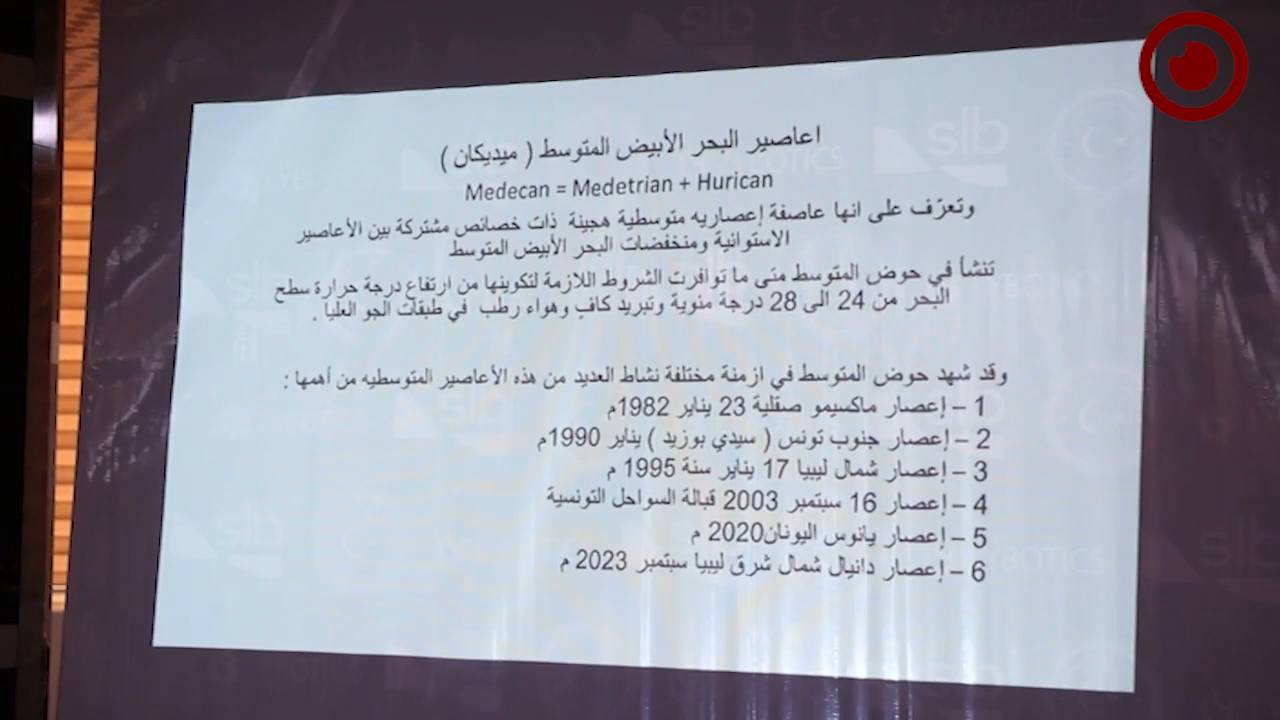 اعاصير البحر الأبيض المتوسط ( ميديكان )
Medecan = Medetrian + Hurican
وتعرّف على انها عاصفة إعصاريه متوسطية هجينة ذات خصائص مشتركة بين الأعاصير
الاستوائية ومنخفضات البحر الأبيض المتوسط
تنشأ في حوض المتوسط متى ما توافرت الشروط اللازمة لتكوينها من ارتفاع درجة حرارة سطح
البحر من 24 الى 28 درجة مئوية وتبريد كافي وهواء رطب في طبقات الجو العليا .
وقد شهد حوض المتوسط في ازمنة مختلفة نشاط العديد من هذه الأعاصير المتوسطيه من أهمها :
1 – إعصار ماكسيمو صقلية 23 يناير 1982م
2 – إعصار جنوب تونس ( سيدي بوزيد ) يناير 1990م
3 – إعصار شمال ليبيا 17 يناير سنة 1995 م
4 – إعصار 16 سبتمبر 2003 قبالة السواحل التونسية
5 – إعصار يانوس اليونان2020 م
6 – إعصار دانيال شمال شرق ليبيا سبتمبر 2023 م
slb
slb
slb
slb